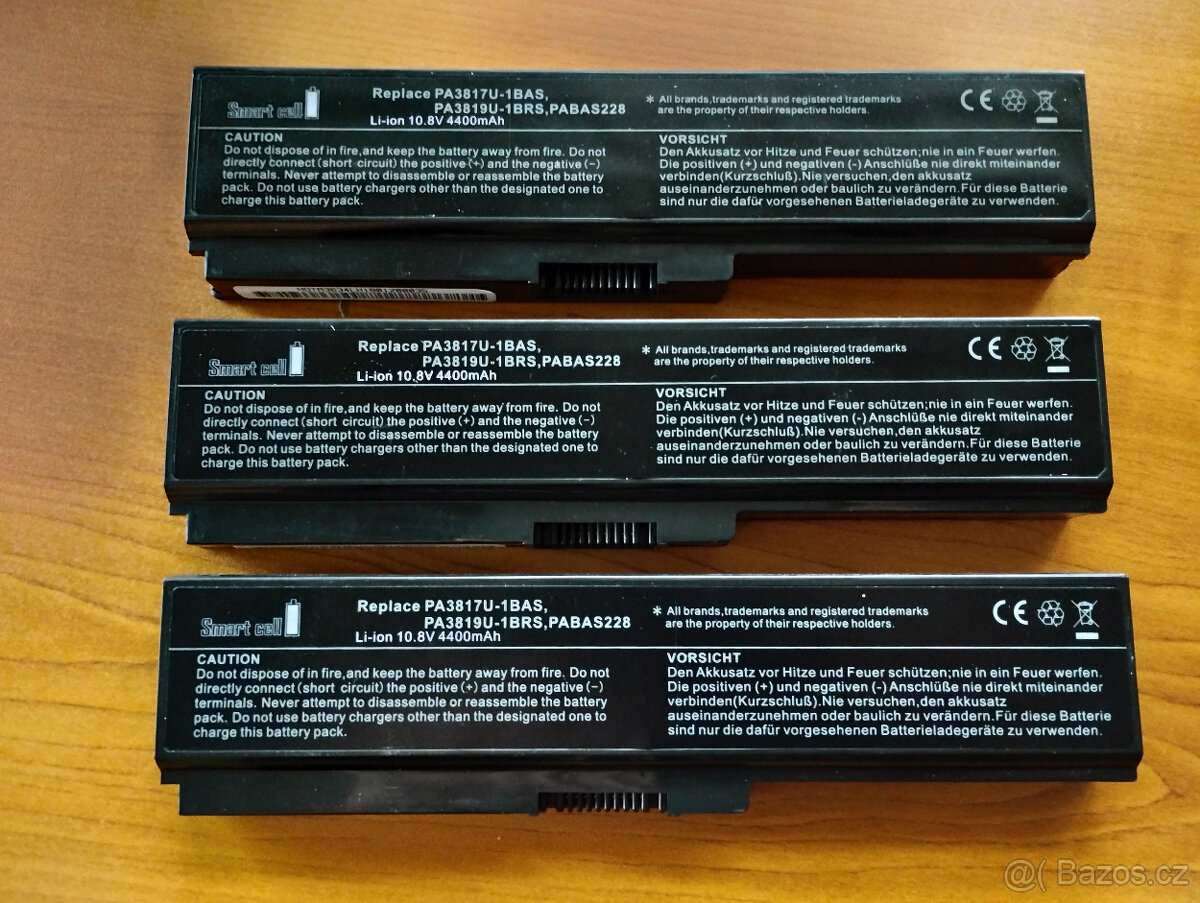 Smart cell
Replace PA3817U-1BAS,
PA3819U-1BRS,PABAS228
Li-ion 10.8V 4400mAh
* All brands,trademarks and registered trademarks
are the property of their respective holders.
CE
CAUTION
Do not dispose of in fire,and keep the battery away from fire. Do not
directly connect (short circuit) the positive (+) and the negative (-)
terminals. Never attempt to disassemble or reassemble the battery
pack. Do not use battery chargers other than the designated one to
charge this battery pack.
VORSICHT
Den Akkusatz vor Hitze und Feuer schützen;nie in ein Feuer werfen.
Die positiven (+) und negativen (-) Anschlüße nie direkt miteinander
verbinden(Kurzschluß).Nie versuchen,den akkusatz
auseinanderzunehmen oder baulich zu verändern.Für diese Batterie
sind nur die dafür vorgesehenen Batterieladegeräte zu verwenden.
Smart cell
Replace PA3817U-1BAS,
PA3819U-1BRS,PABAS228
Li-ion 10.8V 4400mAh
* All brands,trademarks and registered trademarks
are the property of their respective holders.
CE
CAUTION
Do not dispose of in fire,and keep the battery away from fire. Do not
directly connect (short circuit) the positive (+) and the negative (-)
terminals. Never attempt to disassemble or reassemble the battery
pack. Do not use battery chargers other than the designated one to
charge this battery pack.
VORSICHT
Den Akkusatz vor Hitze und Feuer schützen;nie in ein Feuer werfen.
Die positiven (+) und negativen (-) Anschlüße nie direkt miteinander
verbinden(Kurzschluß).Nie versuchen,den akkusatz
auseinanderzunehmen oder baulich zu verändern.Für diese Batterie
sind nur die dafür vorgesehenen Batterieladegeräte zu verwenden.
Smart cell
Replace PA3817U-1BAS,
PA3819U-1BRS,PABAS228
Li-ion 10.8V 4400mAh
* All brands,trademarks and registered trademarks
are the property of their respective holders.
CE
CAUTION
Do not dispose of in fire,and keep the battery away from fire. Do not
directly connect (short circuit) the positive (+) and the negative (-)
terminals. Never attempt to disassemble or reassemble the battery
pack. Do not use battery chargers other than the designated one to
charge this battery pack.
VORSICHT
Den Akkusatz vor Hitze und Feuer schützen;nie in ein Feuer werfen.
Die positiven (+) und negativen (-) Anschlüße nie direkt miteinander
verbinden(Kurzschluß).Nie versuchen,den akkusatz
auseinanderzunehmen oder baulich zu verändern.Für diese Batterie
sind nur die dafür vorgesehenen Batterieladegeräte zu verwenden.
@( Bazos.cz